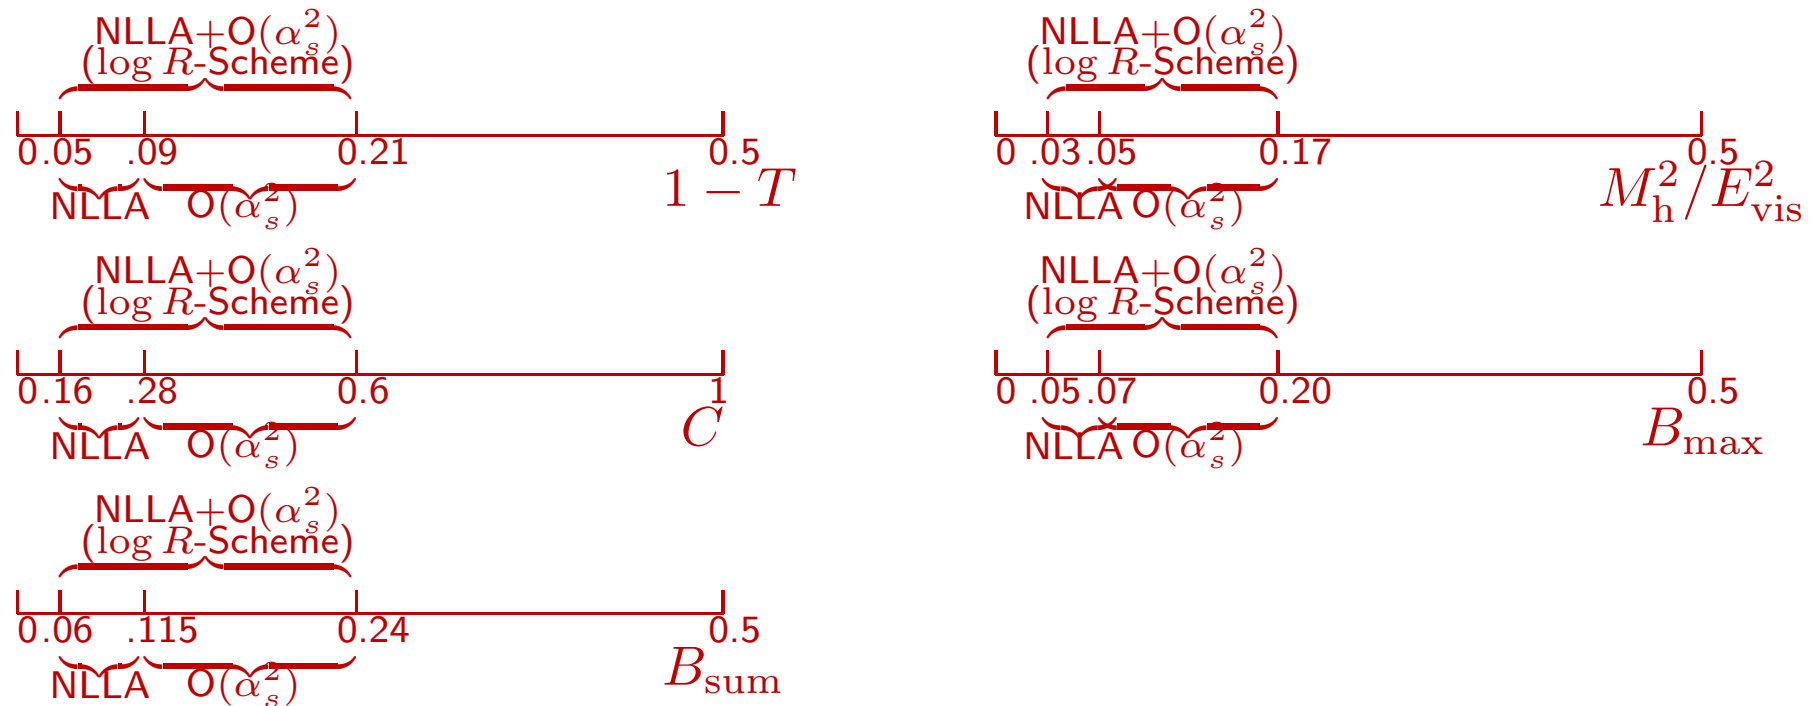 NLLA+O(α_s^2)
(log R-Scheme)
0 .05 .09 0.21 0.5
NLLA O(α_s^2)
1 − T
NLLA+O(α_s^2)
(log R-Scheme)
0 .03 .05 0.17 0.5
NLLA O(α_s^2)
M_h^2/E_vis^2
NLLA+O(α_s^2)
(log R-Scheme)
0 .16 .28 0.6 1
NLLA O(α_s^2)
C
NLLA+O(α_s^2)
(log R-Scheme)
0 .05 .07 0.20 0.5
NLLA O(α_s^2)
B_max
NLLA+O(α_s^2)
(log R-Scheme)
0 .06 .115 0.24 0.5
NLLA O(α_s^2)
B_sum